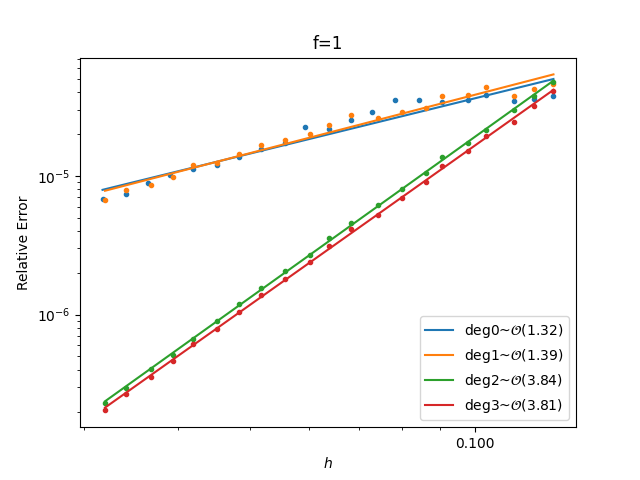 f=1
Relative Error
10⁻⁵
10⁻⁶
deg0~𝒪(1.32)
deg1~𝒪(1.39)
deg2~𝒪(3.84)
deg3~𝒪(3.81)
0.100
h